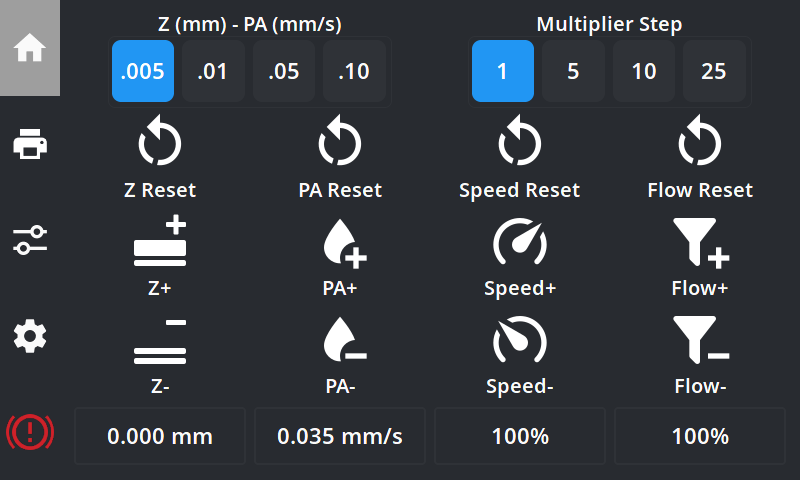 Z (mm) - PA (mm/s) Multiplier Step
.005 .01 .05 .10 1 5 10 25
Z Reset PA Reset Speed Reset Flow Reset
Z+ PA+ Speed+ Flow+
Z- PA- Speed- Flow-
0.000 mm 0.035 mm/s 100% 100%